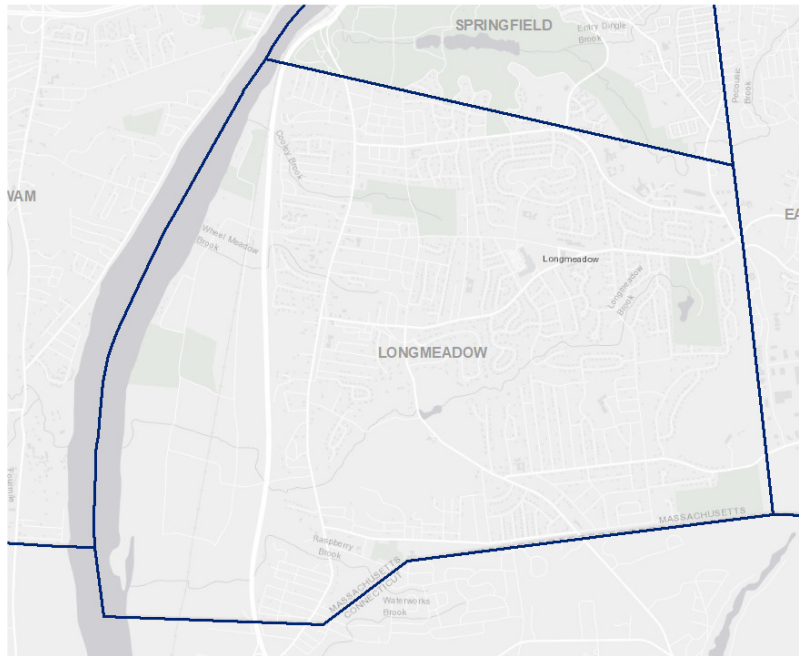 SPRINGFIELD
Entry Dingle
Brook
Pecousic
Brook
Cooley Brook
WAM
EA
Wheel Meadow
Brook
Longmeadow
Longmeadow
Brook
LONGMEADOW
MASSACHUSETTS
Raspberry
Brook
MASSACHUSETTS
CONNECTICUT
Waterworks
Brook